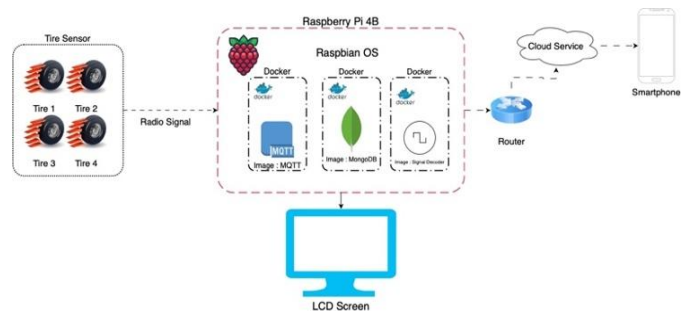 Raspberry Pi 4B
Tire Sensor
Raspbian OS
Cloud Service
Docker
Docker
Docker
docker
docker
docker
Smartphone
Tire 1
Tire 2
Radio Signal
Router
MQTT
Image : MQTT
Image : MongoDB
Image : Signal Decoder
Tire 3
Tire 4
LCD Screen